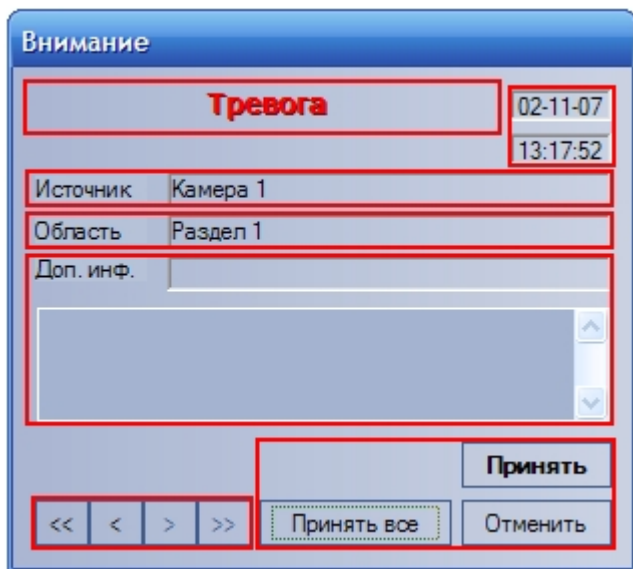 Внимание
Тревога
02-11-07
13:17:52
Источник Камера 1
Область Раздел 1
Доп. инф.
Принять
<< < > >> Принять все Отменить